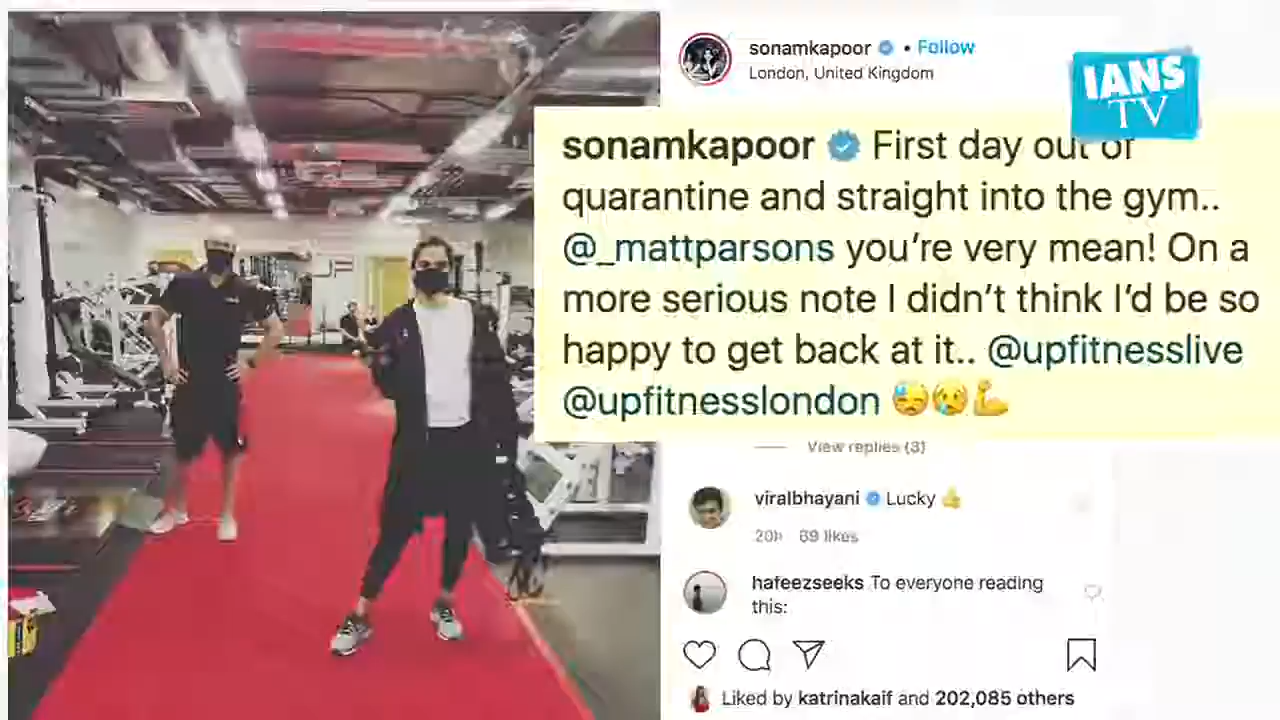 sonamkapoor • Follow
London, United Kingdom
IANS
TV
sonamkapoor First day out of
quarantine and straight into the gym..
@_mattparsons you’re very mean! On a
more serious note I didn’t think I’d be so
happy to get back at it.. @upfitnesslive
@upfitnesslondon 😓😢💪
View replies (3)
viralbhayani Lucky 👍
20h 69 likes
hafeezseeks To everyone reading
this:
Liked by katrinakaif and 202,085 others
UP